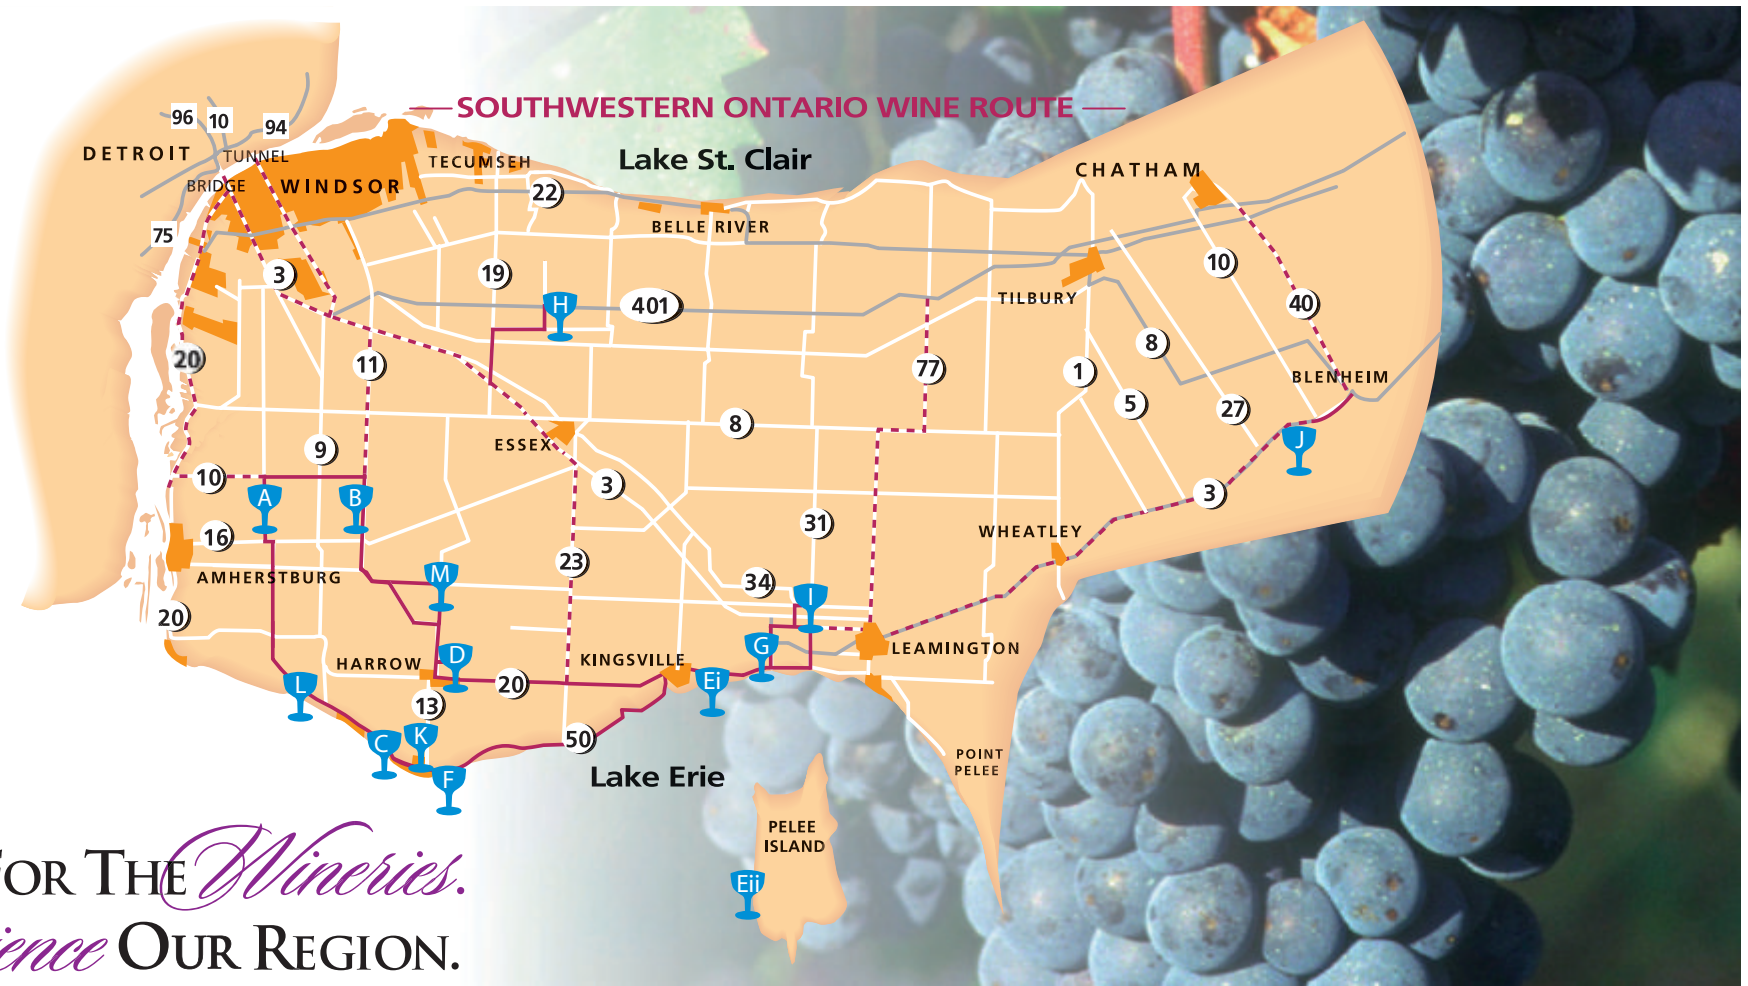 SOUTHWESTERN ONTARIO WINE ROUTE
96
10
94
DETROIT
TUNNEL
BRIDGE
WINDSOR
TECUMSEH
Lake St. Clair
CHATHAM
22
BELLE RIVER
75
3
19
H
401
TILBURY
10
40
20
11
77
1
8
BLENHEIM
5
27
8
ESSEX
9
J
10
3
3
A
B
16
31
WHEATLEY
AMHERSTBURG
M
23
34
I
20
G
LEAMINGTON
HARROW
D
KINGSVILLE
Ei
L
20
13
C
K
50
F
Lake Erie
POINT
PELEE
PELEE
ISLAND
Eii
FOR THE Wineries.
ience OUR REGION.